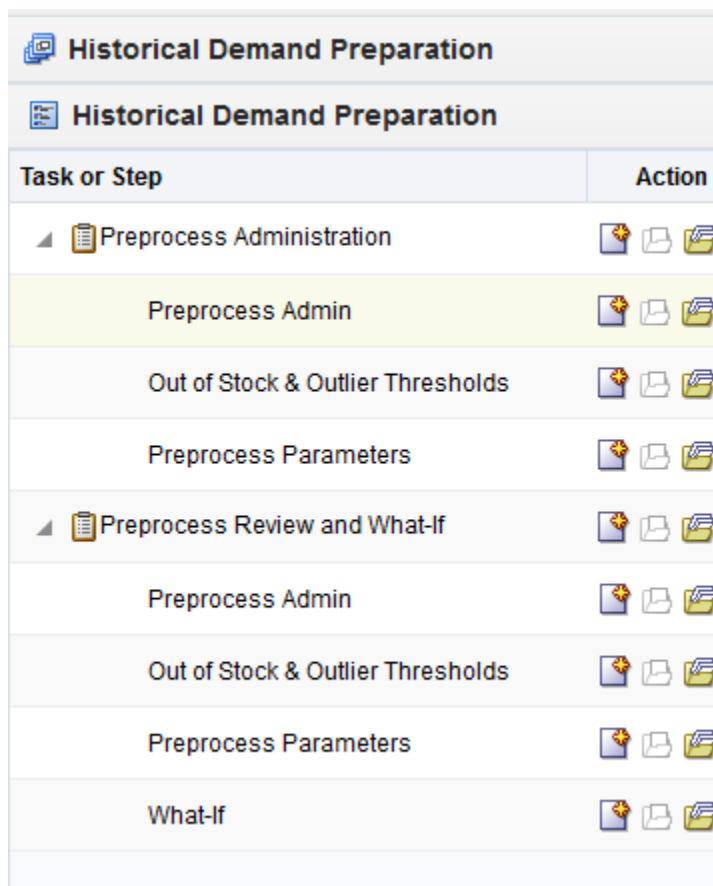 Historical Demand Preparation
Historical Demand Preparation
Task or Step Action
Preprocess Administration
Preprocess Admin
Out of Stock & Outlier Thresholds
Preprocess Parameters
Preprocess Review and What-If
Preprocess Admin
Out of Stock & Outlier Thresholds
Preprocess Parameters
What-If